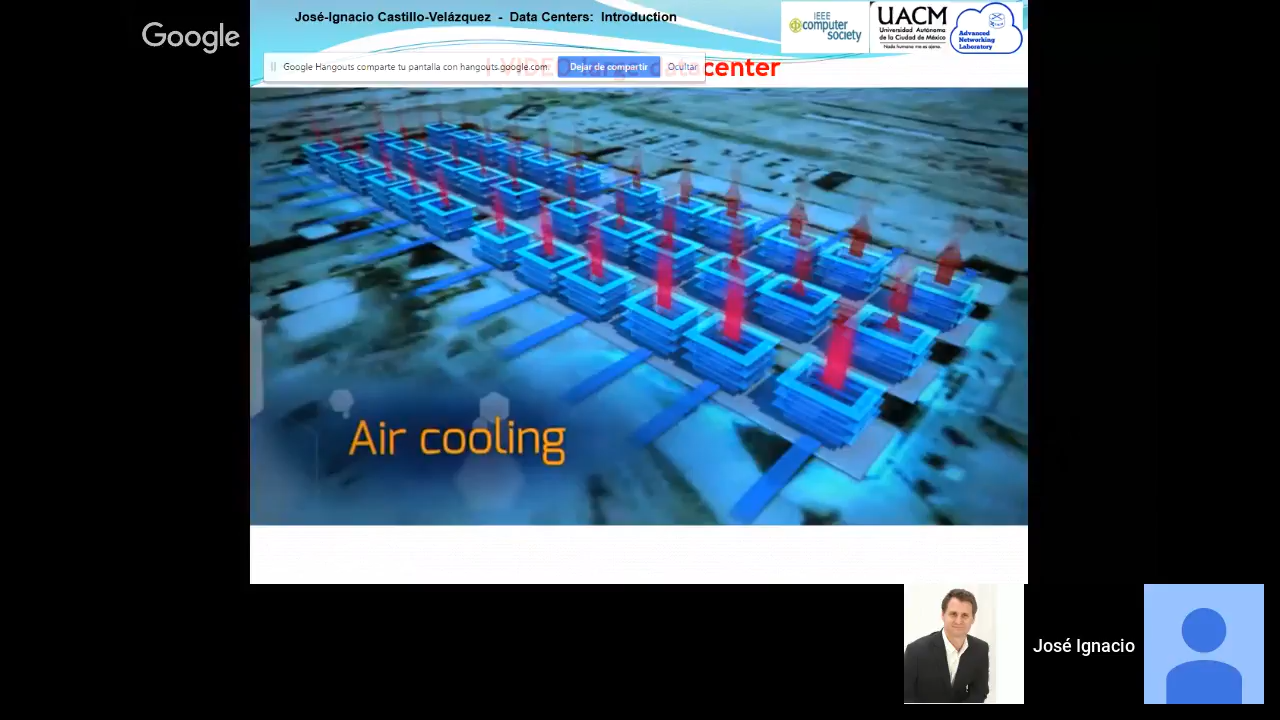 Google
José-Ignacio Castillo-Velázquez - Data Centers: Introduction
IEEE
computer
society
UACM
Universidad Autónoma
de la Ciudad de México
Nada humano me es ajeno
Advanced
Networking
Laboratory
Hangouts comparte tu pantalla con hangouts.google.com
Dejar de compartir
Ocultar
center
Air cooling
José Ignacio